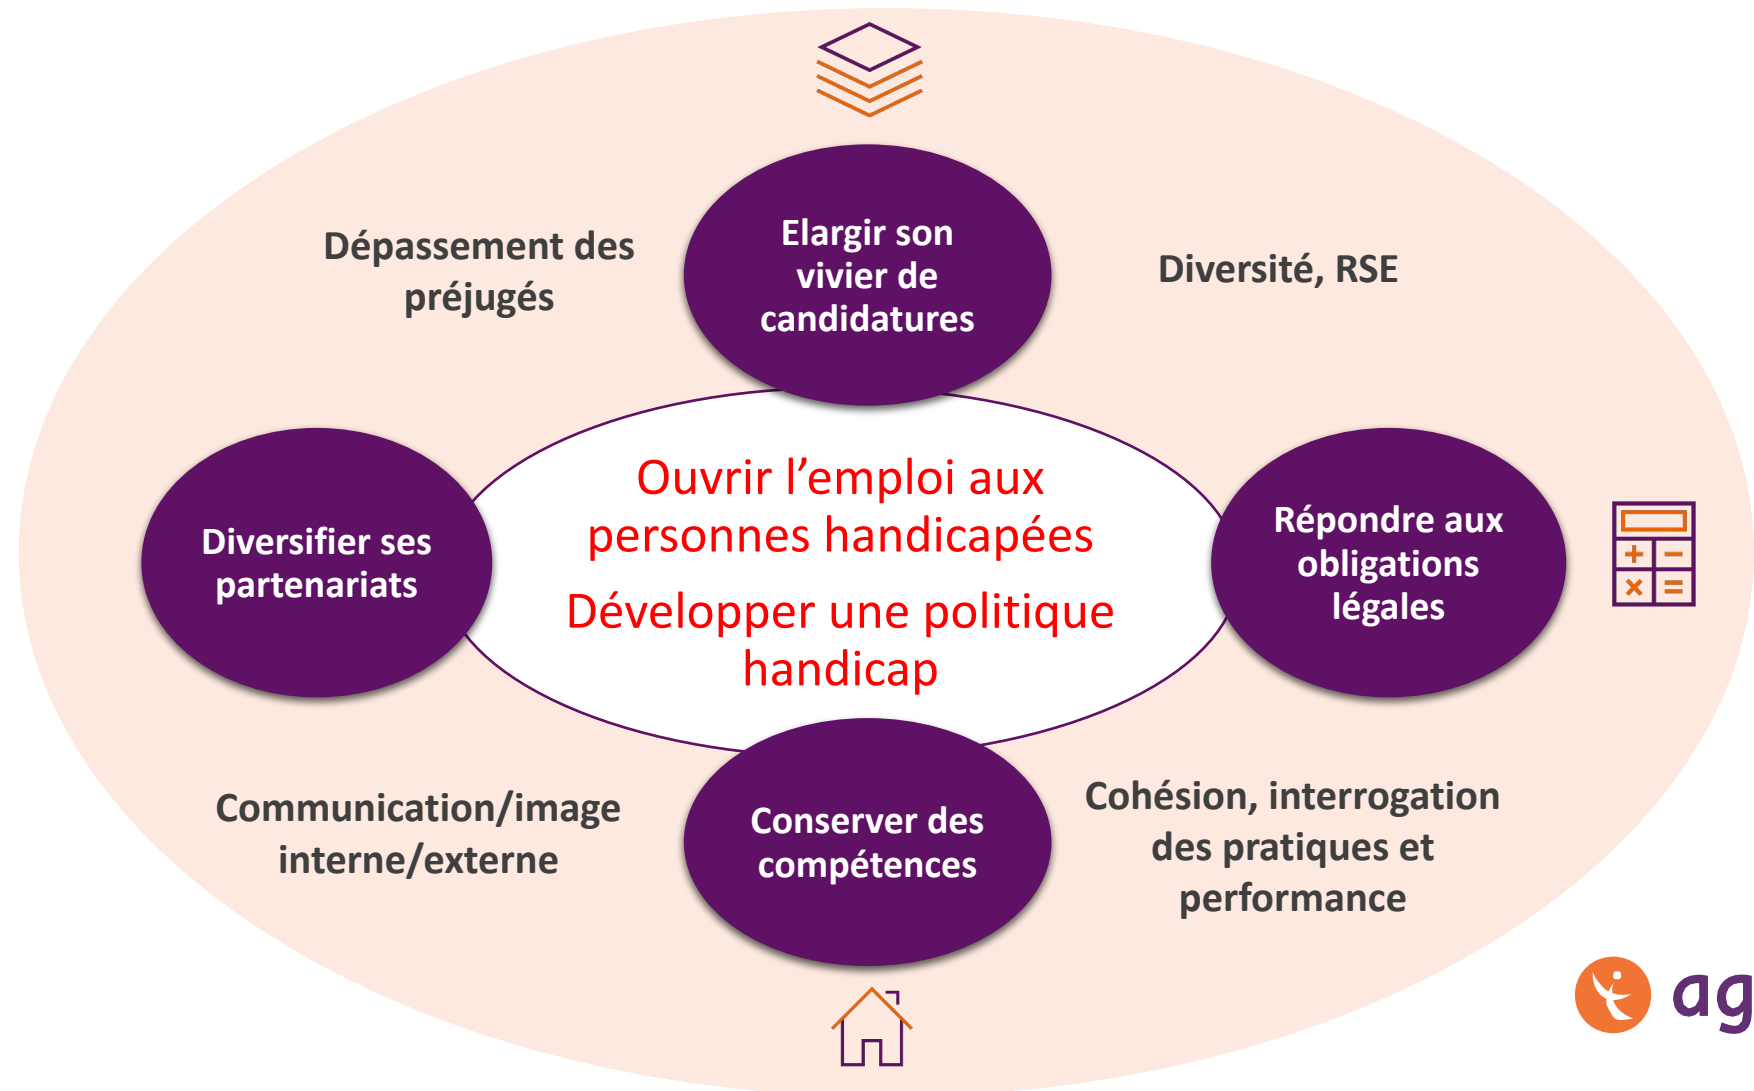 Elargir son
vivier de
candidatures
Dépassement des
préjugés
Diversité, RSE
Ouvrir l’emploi aux
personnes handicapées
Développer une politique
handicap
Diversifier ses
partenariats
Répondre aux
obligations
légales
+ −
× =
Conserver des
compétences
Communication/image
interne/externe
Cohésion, interrogation
des pratiques et
performance
ag